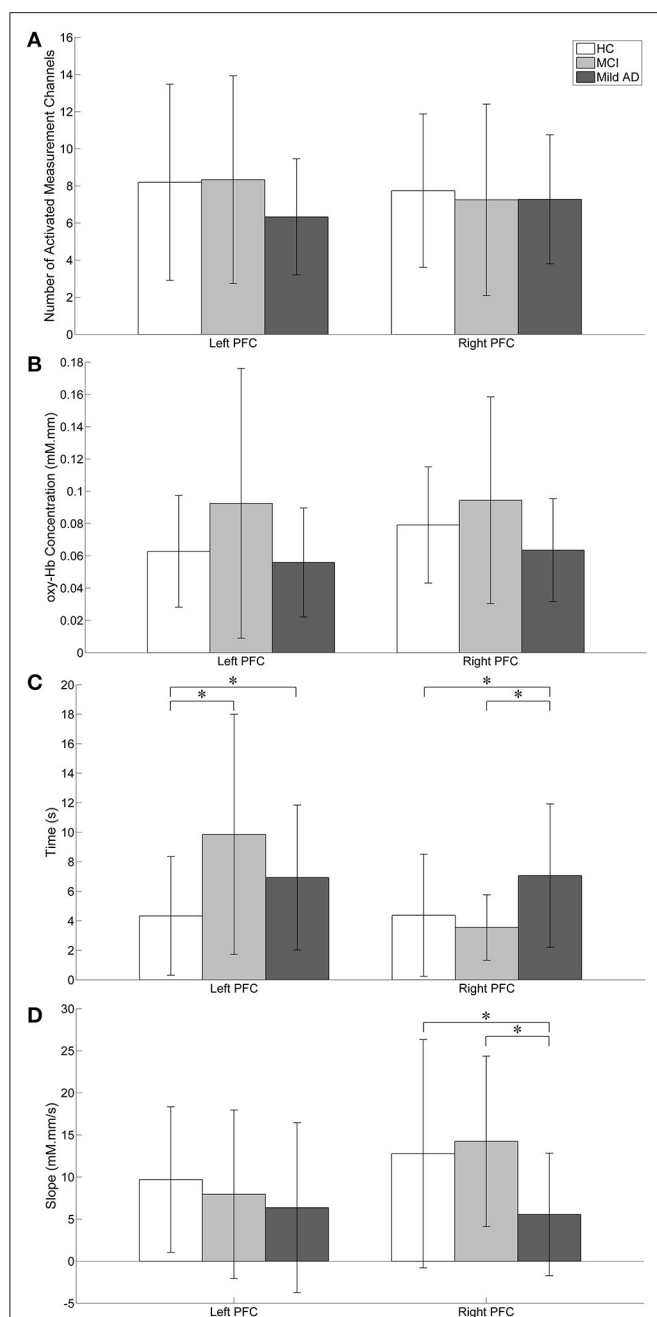 A
Number of Activated Measurement Channels
16
14
12
10
8
6
4
2
0
HC
MCI
Mild AD
Left PFC
Right PFC
B
oxy-Hb Concentration (mM.mm)
0.18
0.16
0.14
0.12
0.1
0.08
0.06
0.04
0.02
0
Left PFC
Right PFC
C
Time (s)
20
18
16
14
12
10
8
6
4
2
0
*
*
*
*
Left PFC
Right PFC
D
Slope (mM.mm/s)
30
25
20
15
10
5
0
-5
*
*
Left PFC
Right PFC